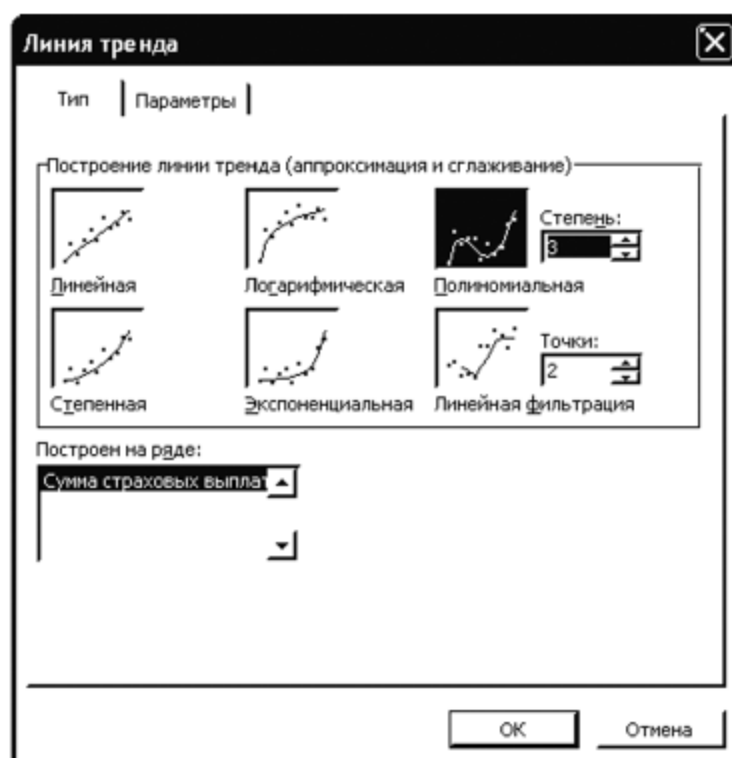 Линия тренда
Тип Параметры
Построение линии тренда (аппроксинация и сглаживание)
Степень:
3
Линейная Логарифмическая Полиномиальная
Точки:
2
Степенная Экспоненциальная Линейная фильтрация
Построен на ряде:
Сумма страховых выплат
ОК Отмена